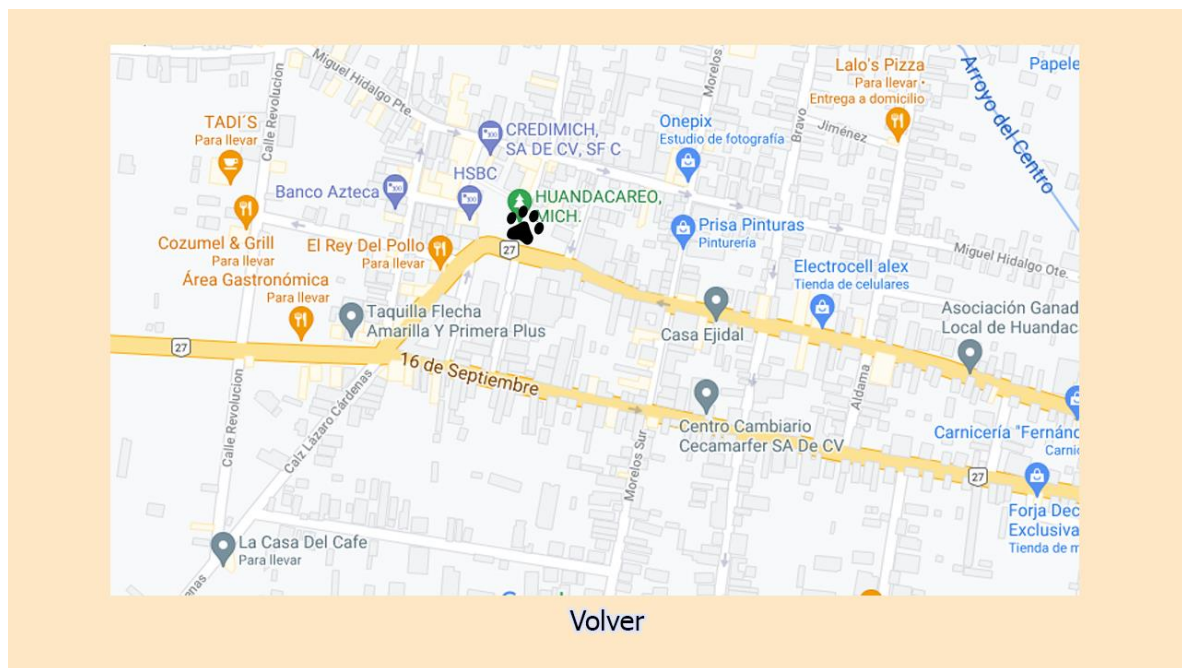 Miguel Hidalgo Pte.
Calle Revolucion
TADI´S
Para llevar
CREDIMICH,
SA DE CV, SF C
HSBC
Banco Azteca
HUANDACAREO,
MICH.
Cozumel & Grill
Para llevar
El Rey Del Pollo
Para llevar
Área Gastronómica
Para llevar
27
Taquilla Flecha
Amarilla Y Primera Plus
27
16 de Septiembre
Calle Revolucion
Calz Lázaro Cárdenas
La Casa Del Cafe
Para llevar
Morelos
Onepix
Estudio de fotografía
Prisa Pinturas
Pinturería
Bravo
Jiménez
Lalo's Pizza
Para llevar •
Entrega a domicilio
Arroyo del Centro
Papele
Miguel Hidalgo Ote.
Electrocell alex
Tienda de celulares
Casa Ejidal
Asociación Ganad
Local de Huandac
Aldama
Centro Cambiario
Cecamarfer SA De CV
Morelos Sur
Carnicería "Fernánd
Carnic
27
Forja Dec
Exclusiva
Tienda de m
Volver